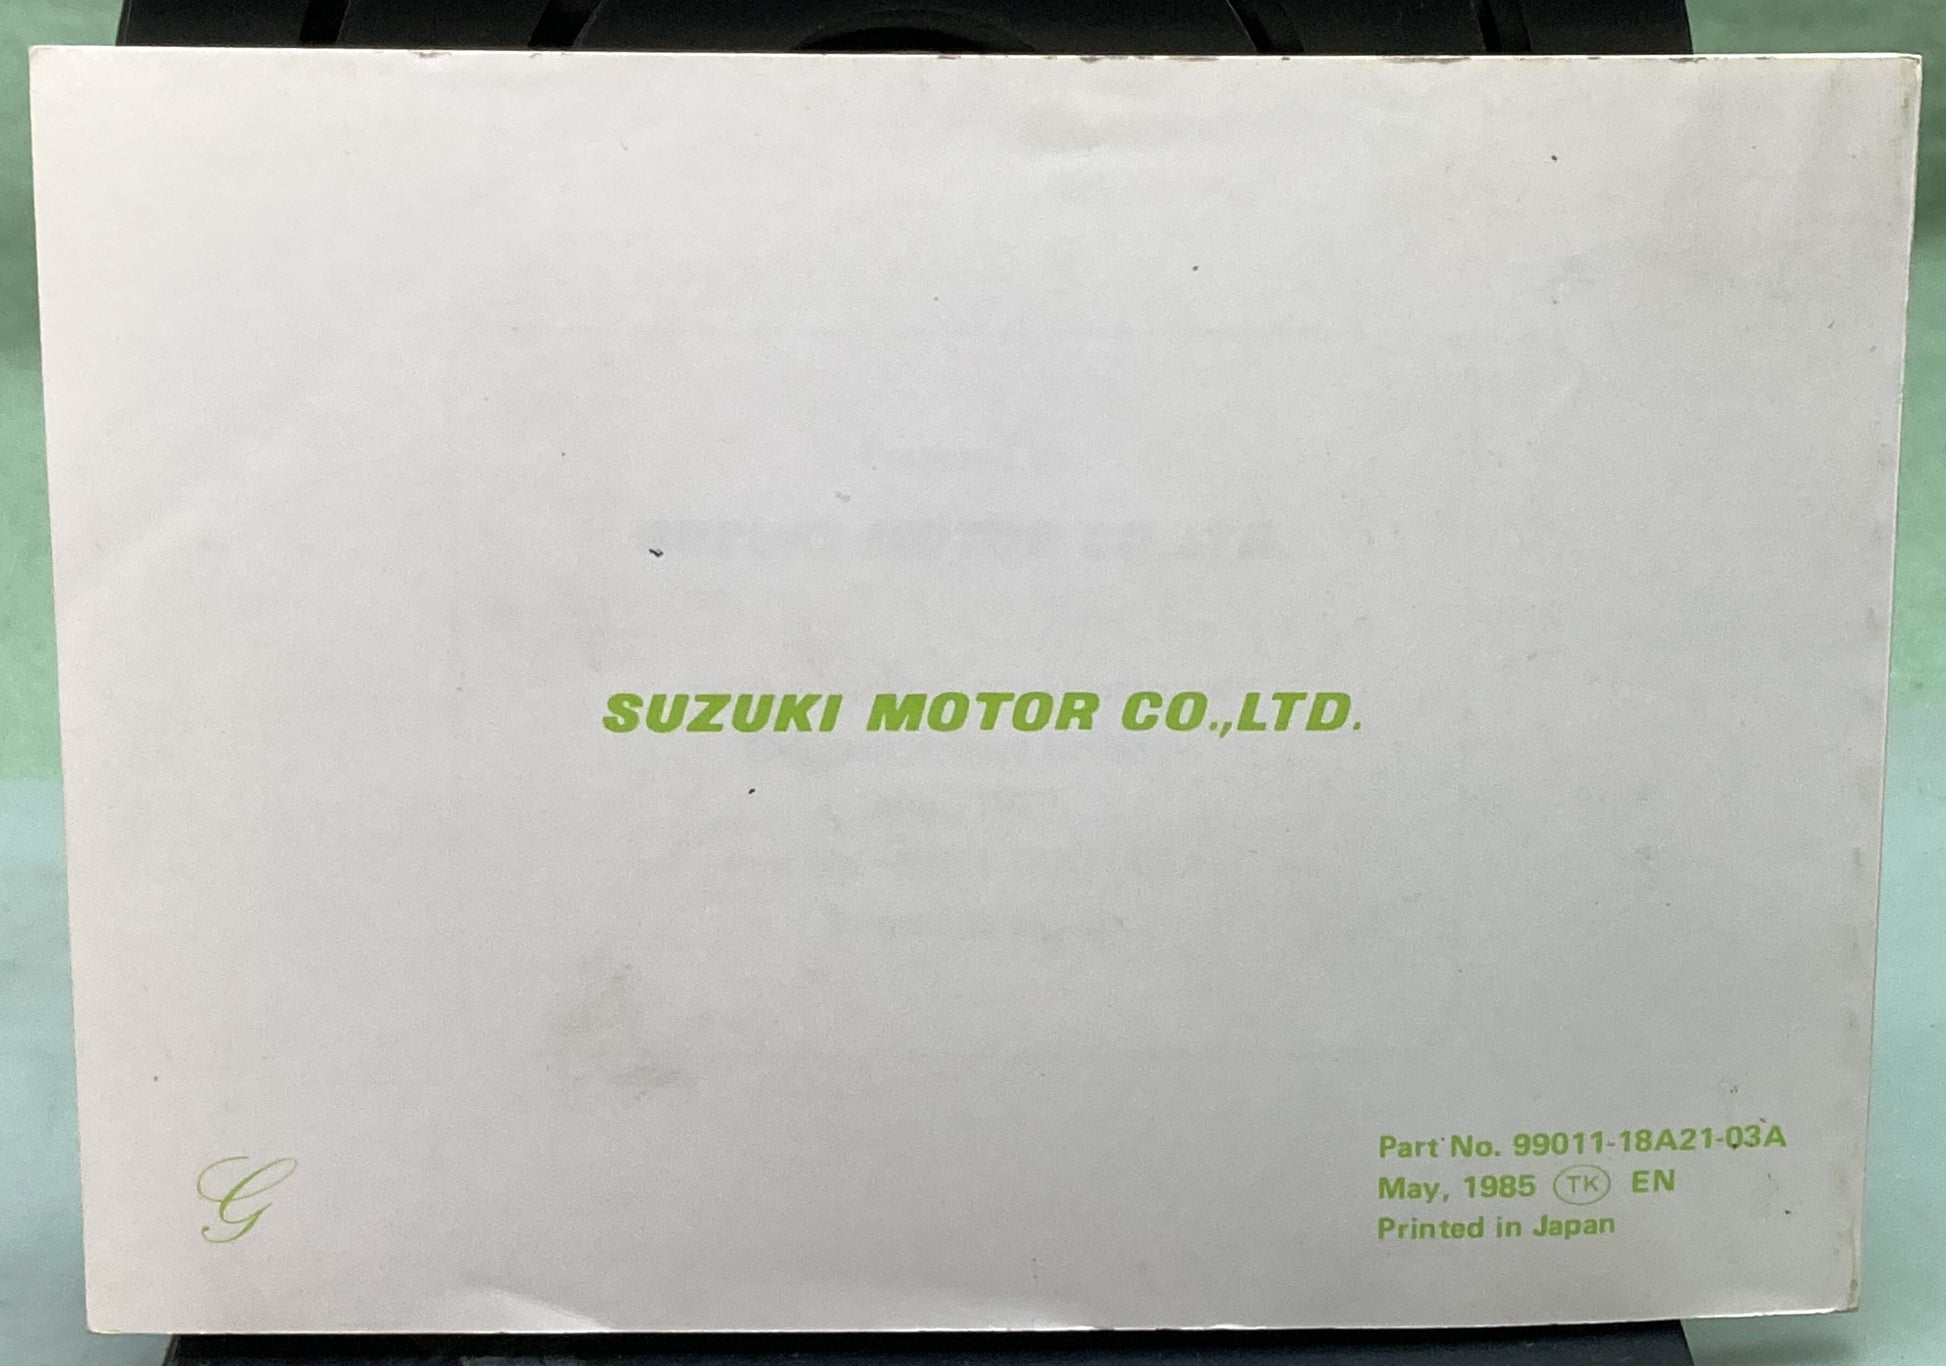 SUZUKI MOTOR CO.,LTD.
G
Part No. 99011-18A21-03A
May, 1985 TK EN
Printed in Japan